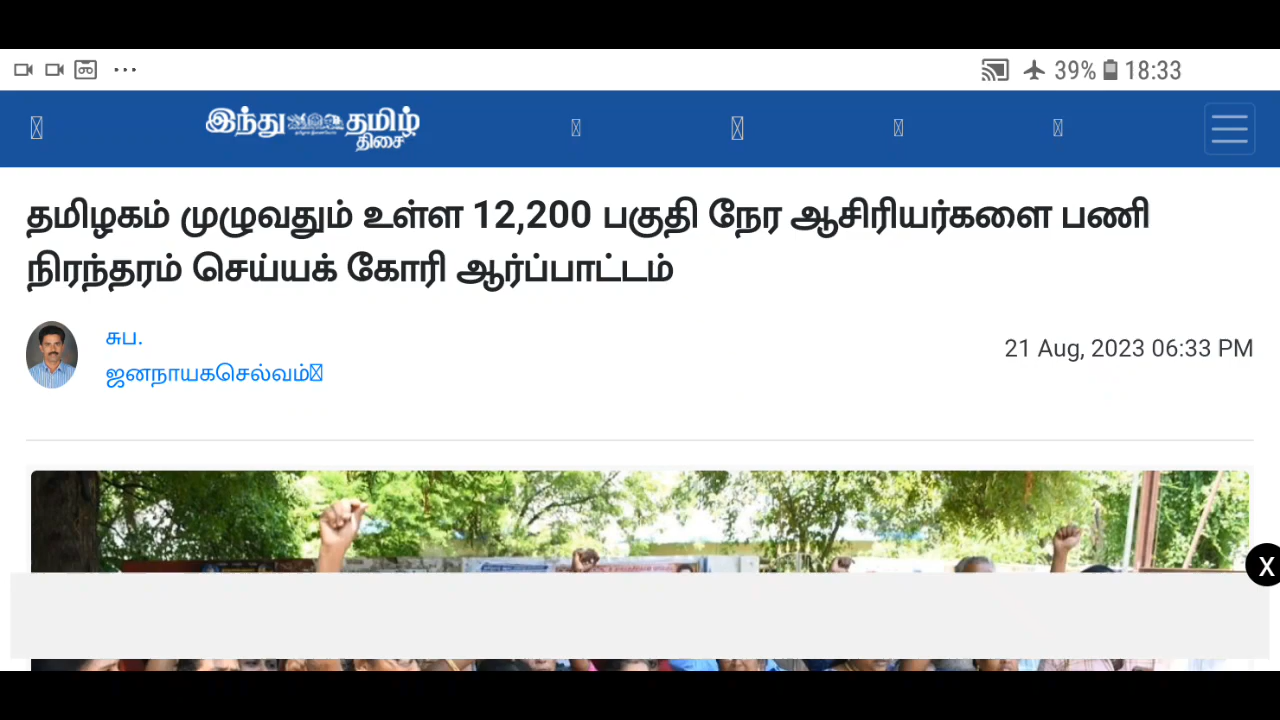 39% 18:33
இந்து தமிழ்
திசை
தமிழகம் முழுவதும் உள்ள 12,200 பகுதி நேர ஆசிரியர்களை பணி
நிரந்தரம் செய்யக் கோரி ஆர்ப்பாட்டம்
சுப.
ஜனநாயகசெல்வம்
21 Aug, 2023 06:33 PM
X